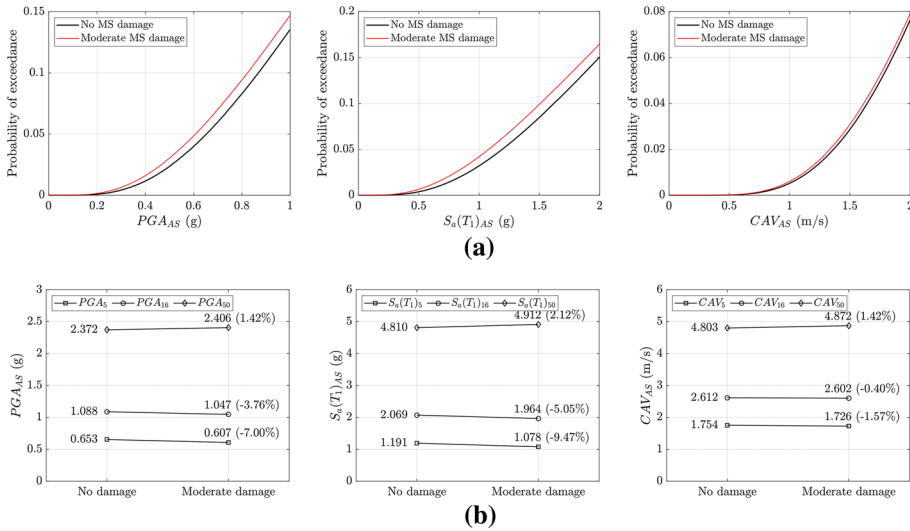 0.15
0.1
0.05
0
Probability of exceedance
No MS damage
Moderate MS damage
0 0.2 0.4 0.6 0.8 1
PGA_AS (g)
0.2
0.15
0.1
0.05
0
Probability of exceedance
No MS damage
Moderate MS damage
0 0.5 1 1.5 2
S_a(T_1)_AS (g)
0.08
0.06
0.04
0.02
0
Probability of exceedance
No MS damage
Moderate MS damage
0 0.5 1 1.5 2
CAV_AS (m/s)
(a)
3
2.5
2
1.5
1
0.5
0
PGA_AS (g)
PGA_5 PGA_16 PGA_50
2.372
2.406 (1.42%)
1.088
1.047 (-3.76%)
0.653
0.607 (-7.00%)
No damage Moderate damage
6
5
4
3
2
1
0
S_a(T_1)_AS (g)
S_a(T_1)_5 S_a(T_1)_16 S_a(T_1)_50
4.810
4.912 (2.12%)
2.069
1.964 (-5.05%)
1.191
1.078 (-9.47%)
No damage Moderate damage
6
5
4
3
2
1
0
CAV_AS (m/s)
CAV_5 CAV_16 CAV_50
4.803
4.872 (1.42%)
2.612
2.602 (-0.40%)
1.754
1.726 (-1.57%)
No damage Moderate damage
(b)